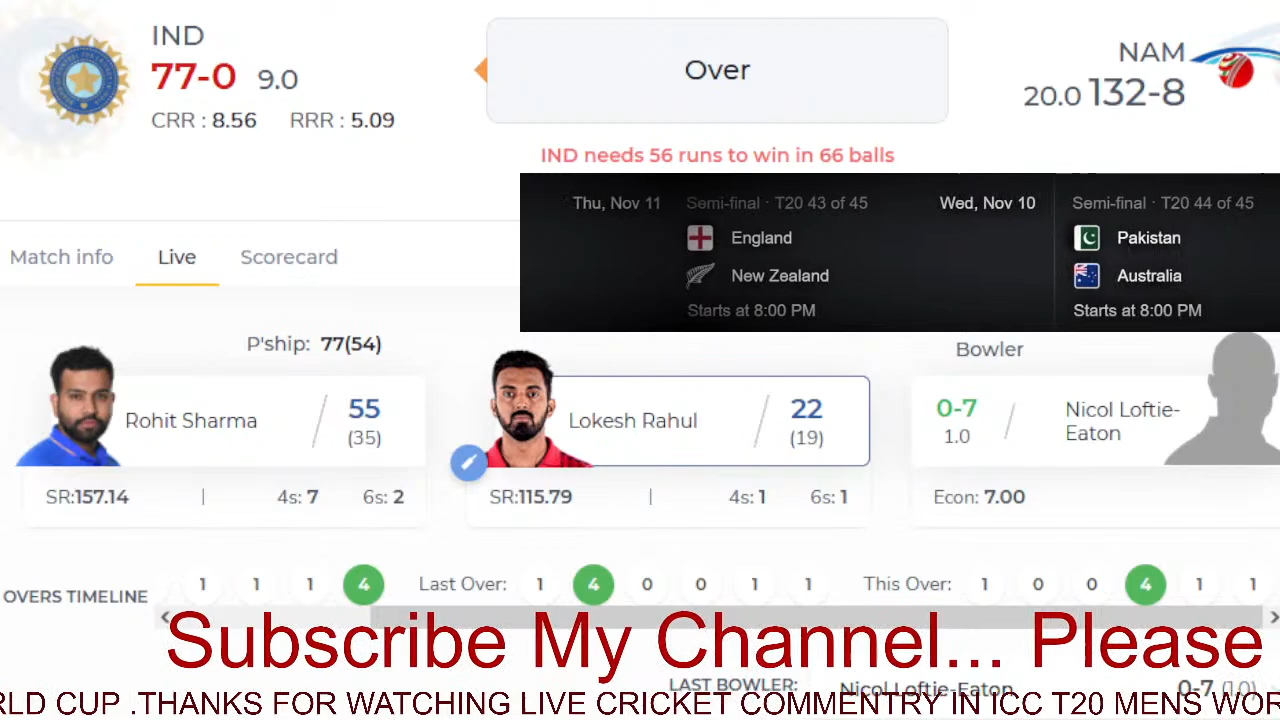 IND
77-0 9.0
CRR : 8.56 RRR : 5.09
Over
NAM
20.0 132-8
IND needs 56 runs to win in 66 balls
Thu, Nov 11 Semi-final · T20 43 of 45 Wed, Nov 10 Semi-final · T20 44 of 45
England Pakistan
New Zealand Australia
Starts at 8:00 PM Starts at 8:00 PM
Match info Live Scorecard
P'ship: 77(54) Bowler
Rohit Sharma 55 (35)
Lokesh Rahul 22 (19)
0-7 1.0 Nicol Loftie-
Eaton
SR:157.14 | 4s: 7 6s: 2 SR:115.79 | 4s: 1 6s: 1 Econ: 7.00
OVERS TIMELINE 1 1 1 4 Last Over: 1 4 0 0 1 1 This Over: 1 0 0 4 1 1
Subscribe My Channel... Please
LAST BOWLER: Nicol Loftie-Eaton 0-7 (1.0)
RLD CUP .THANKS FOR WATCHING LIVE CRICKET COMMENTRY IN ICC T20 MENS WOR